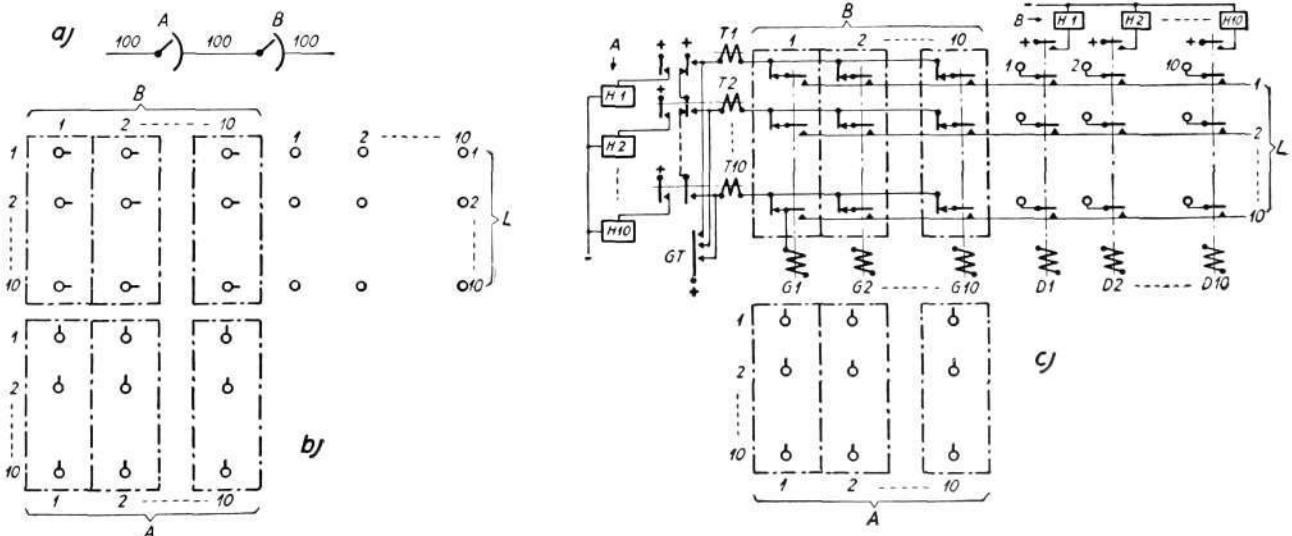 a)
A B
100 100 100
B
1 2 10 1 2 10
1 1
2 2 L
10 10
1
2
10
b)
1 2 10
A
B
A T1 1 2 10 B H1 H2 H10
+ + + + +
1 2 10
H1 1
+ T2
H2 2 L
+ T10
H10 10
GT
+
G1 G2 G10 D1 D2 D10
1
2
10
c)
1 2 10
A